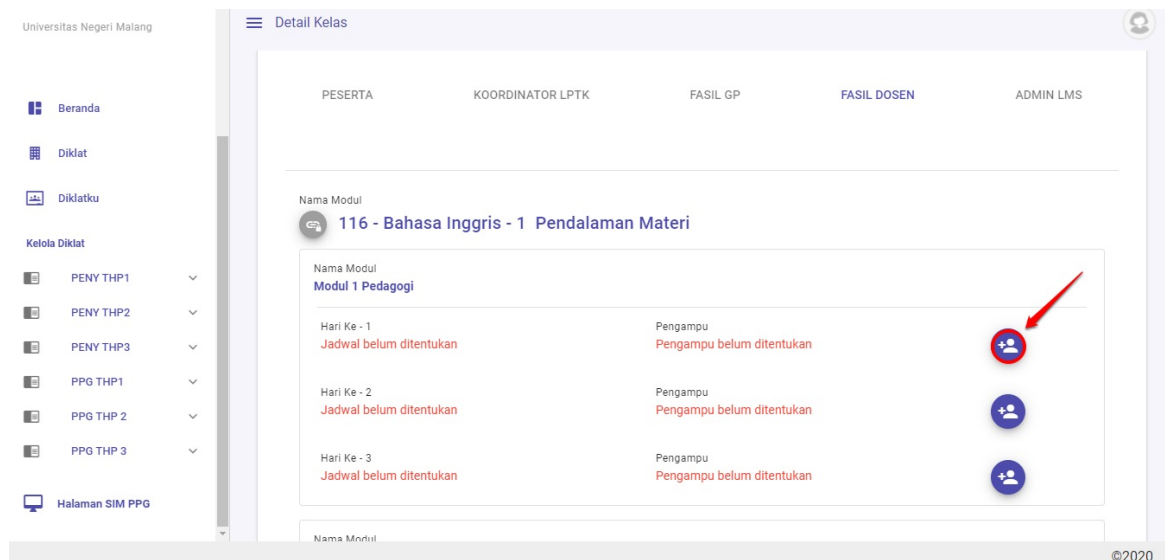 Universitas Negeri Malang
Detail Kelas
Beranda
Diklat
Diklatku
Kelola Diklat
PENY THP1
PENY THP2
PENY THP3
PPG THP1
PPG THP 2
PPG THP 3
Halaman SIM PPG
PESERTA KOORDINATOR LPTK FASIL GP FASIL DOSEN ADMIN LMS
Nama Modul
116 - Bahasa Inggris - 1 Pendalaman Materi
Nama Modul
Modul 1 Pedagogi
Hari Ke - 1 Pengampu
Jadwal belum ditentukan Pengampu belum ditentukan
Hari Ke - 2 Pengampu
Jadwal belum ditentukan Pengampu belum ditentukan
Hari Ke - 3 Pengampu
Jadwal belum ditentukan Pengampu belum ditentukan
Nama Modul
©2020